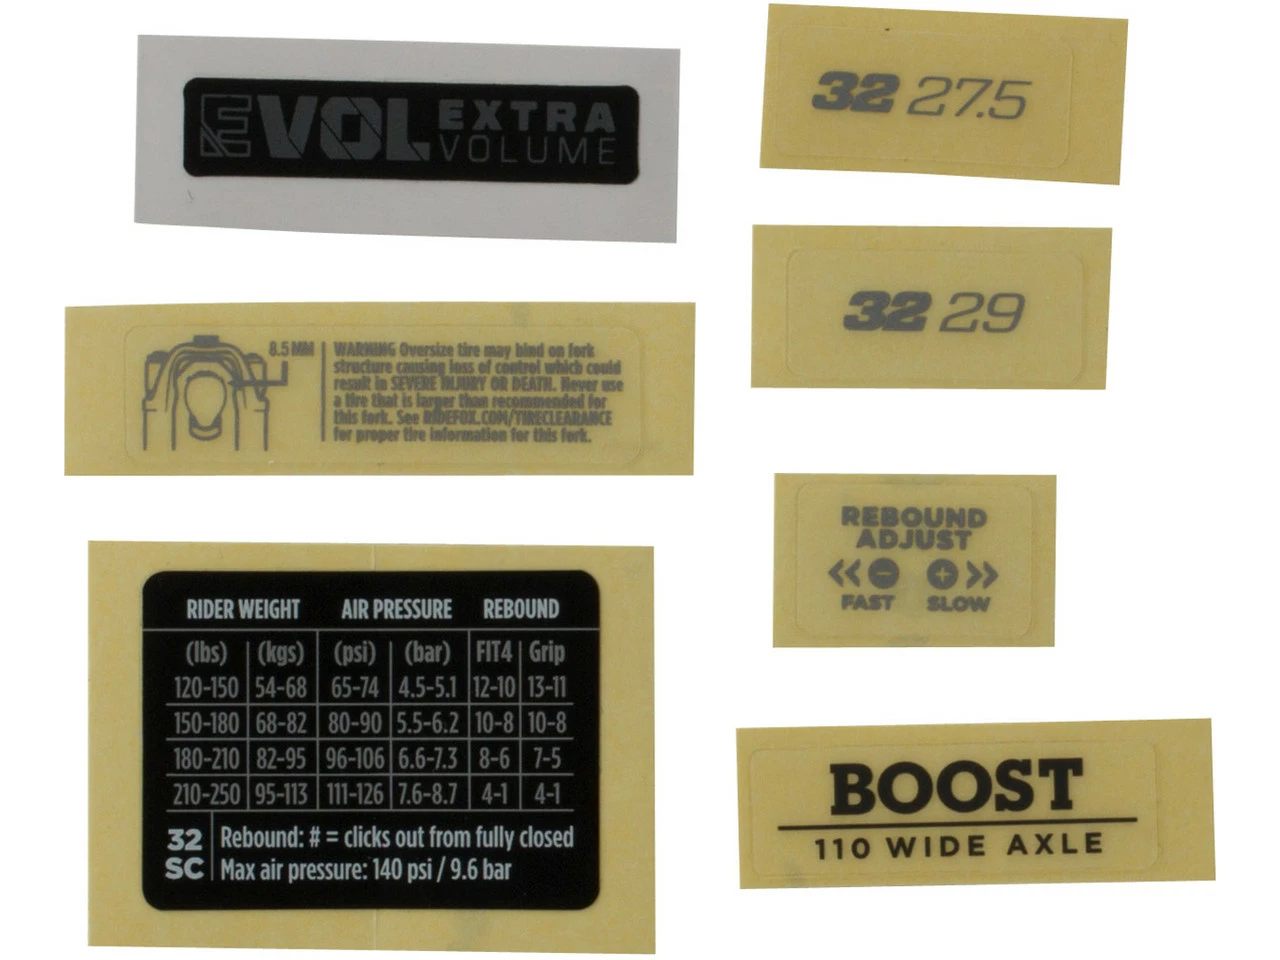 EVOL EXTRA
VOLUME
32 27.5
32 29
8.5 MM
WARNING Oversize tire may bind on fork
structure causing loss of control which could
result in SEVERE INJURY OR DEATH. Never use
a tire that is larger than recommended for
this fork. See RIDEFOX.COM/TIRECLEARANCE
for proper tire information for this fork.
REBOUND
ADJUST
<< - + >>
FAST SLOW
RIDER WEIGHT AIR PRESSURE REBOUND
(lbs) (kgs) (psi) (bar) FIT4 Grip
120-150 54-68 65-74 4.5-5.1 12-10 13-11
150-180 68-82 80-90 5.5-6.2 10-8 10-8
180-210 82-95 96-106 6.6-7.3 8-6 7-5
210-250 95-113 111-126 7.6-8.7 4-1 4-1
32 SC
Rebound: # = clicks out from fully closed
Max air pressure: 140 psi / 9.6 bar
BOOST
110 WIDE AXLE